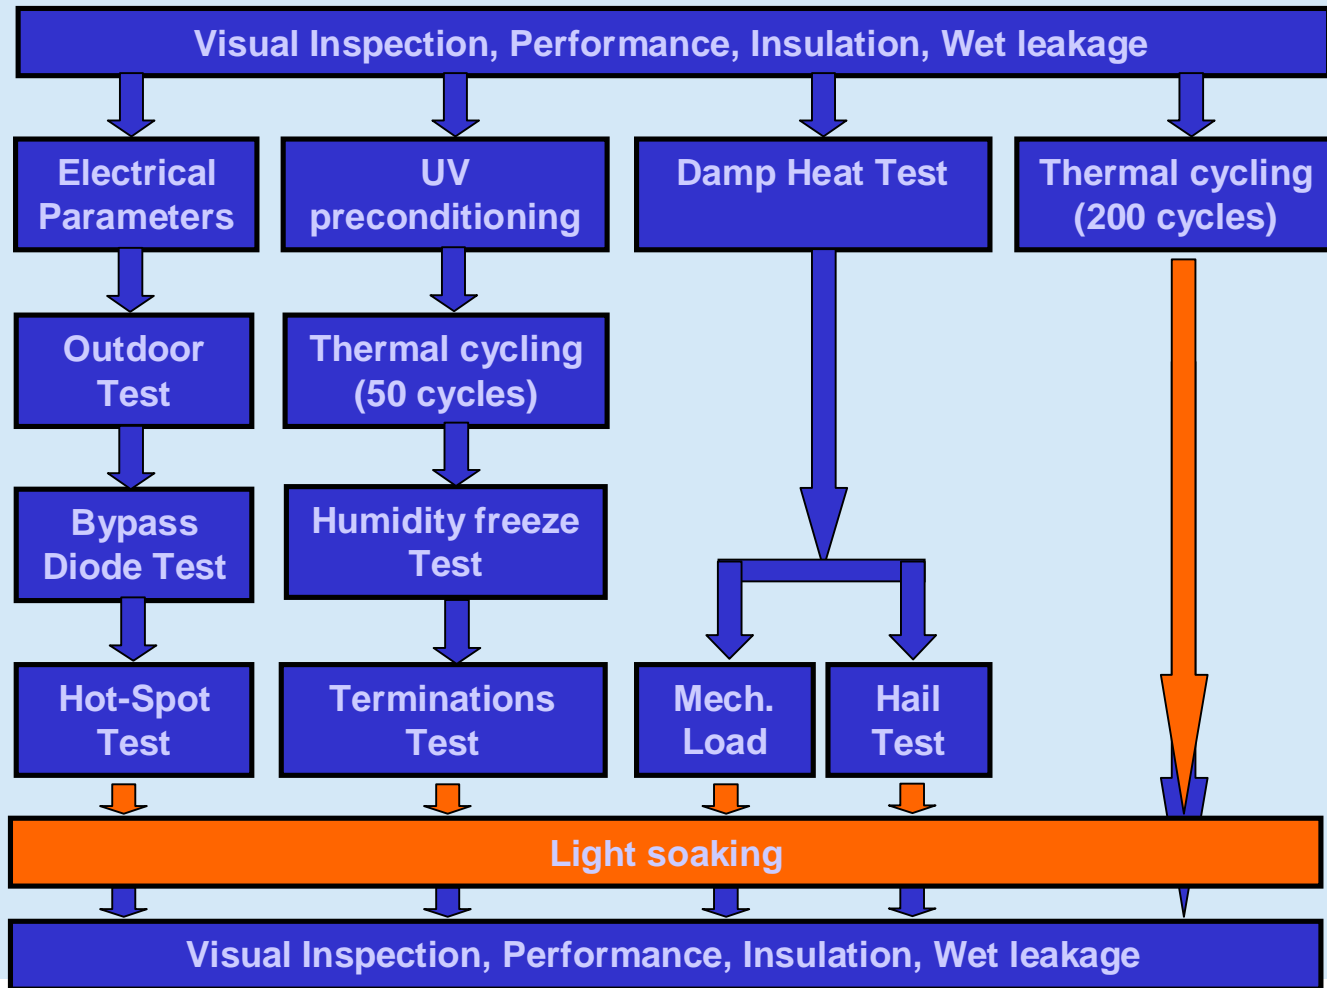 Visual Inspection, Performance, Insulation, Wet leakage
Electrical
Parameters
UV
preconditioning
Damp Heat Test
Thermal cycling
(200 cycles)
Outdoor
Test
Thermal cycling
(50 cycles)
Bypass
Diode Test
Humidity freeze
Test
Hot-Spot
Test
Terminations
Test
Mech.
Load
Hail
Test
Light soaking
Visual Inspection, Performance, Insulation, Wet leakage